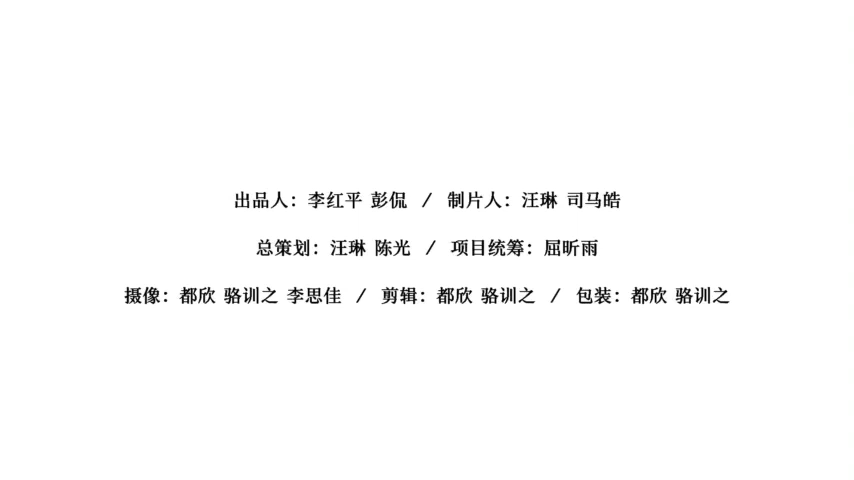 出品人：李红平 彭侃 / 制片人：汪琳 司马皓
总策划：汪琳 陈光 / 项目统筹：屈昕雨
摄像：都欣 骆训之 李思佳 / 剪辑：都欣 骆训之 / 包装：都欣 骆训之